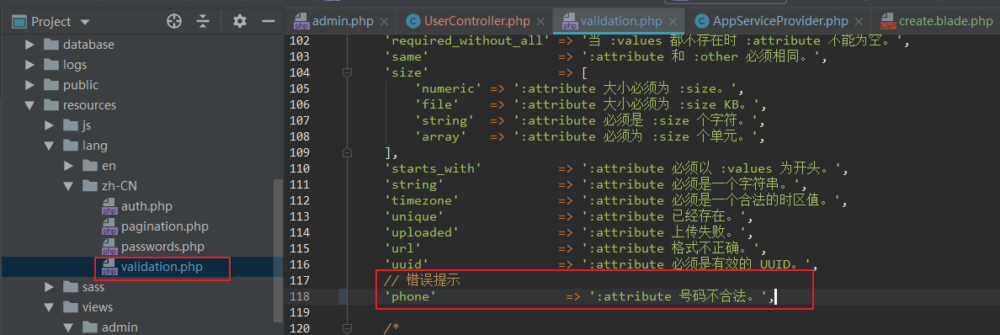 Project
admin.php
UserController.php
validation.php
AppServiceProvider.php
create.blade.php
database
logs
public
resources
js
lang
en
zh-CN
auth.php
pagination.php
passwords.php
validation.php
sass
views
admin
102 'required_without_all' => '当 :values 都不存在时 :attribute 不能为空。',
103 'same' => ':attribute 和 :other 必须相同。',
104 'size' => [
105 'numeric' => ':attribute 大小必须为 :size。',
106 'file' => ':attribute 大小必须为 :size KB。',
107 'string' => ':attribute 必须是 :size 个字符。',
108 'array' => ':attribute 必须为 :size 个单元。',
109 ],
110 'starts_with' => ':attribute 必须以 :values 为开头。',
111 'string' => ':attribute 必须是一个字符串。',
112 'timezone' => ':attribute 必须是一个合法的时区值。',
113 'unique' => ':attribute 已经存在。',
114 'uploaded' => ':attribute 上传失败。',
115 'url' => ':attribute 格式不正确。',
116 'uuid' => ':attribute 必须是有效的 UUID。',
117 // 错误提示
118 'phone' => ':attribute 号码不合法。',
119
120 /*